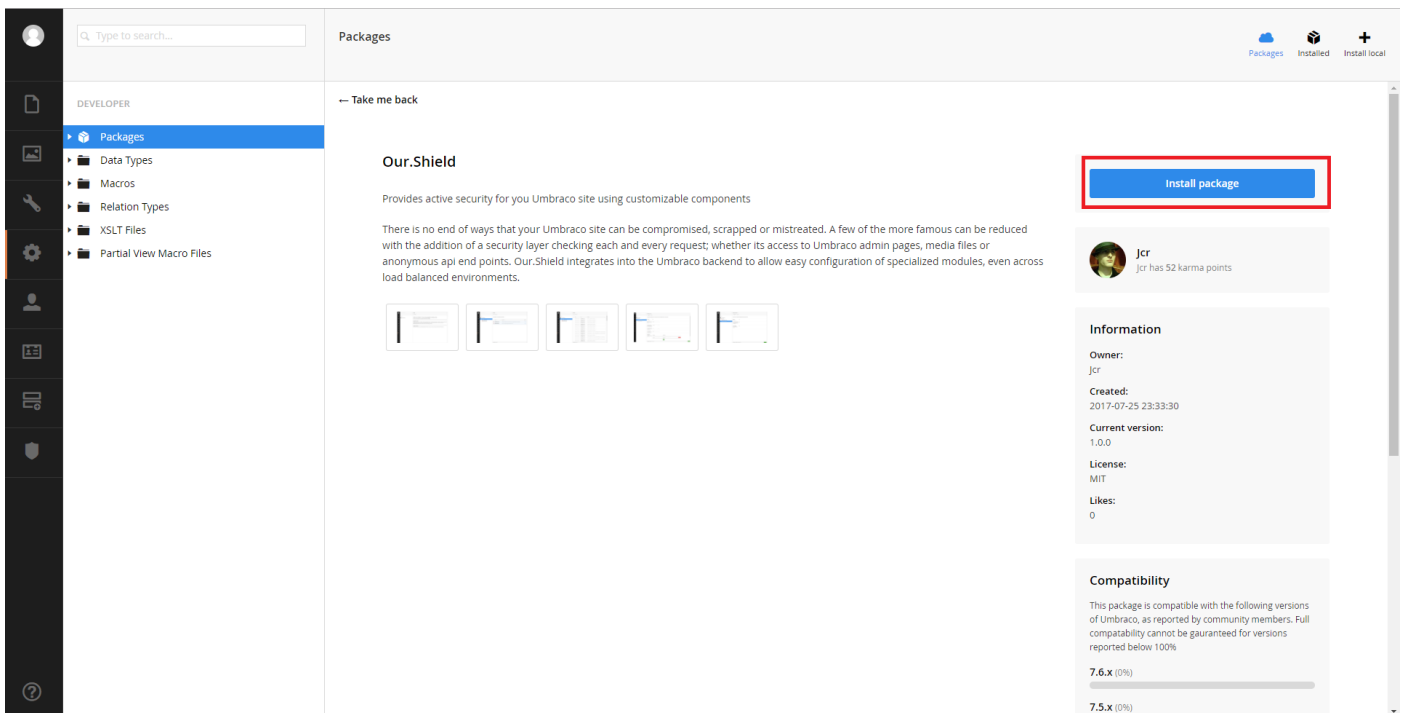 Type to search...
Packages
Packages
Installed
Install local
DEVELOPER
Packages
Data Types
Macros
Relation Types
XSLT Files
Partial View Macro Files
← Take me back
Our.Shield
Provides active security for you Umbraco site using customizable components
There is no end of ways that your Umbraco site can be compromised, scrapped or mistreated. A few of the more famous can be reduced
with the addition of a security layer checking each and every request; whether its access to Umbraco admin pages, media files or
anonymous api end points. Our.Shield integrates into the Umbraco backend to allow easy configuration of specialized modules, even across
load balanced environments.
Install package
Jcr
Jcr has 52 karma points
Information
Owner:
Jcr
Created:
2017-07-25 23:33:30
Current version:
1.0.0
License:
MIT
Likes:
0
Compatibility
This package is compatible with the following versions
of Umbraco, as reported by community members. Full
compatability cannot be gauranteed for versions
reported below 100%
7.6.x (0%)
7.5.x (0%)